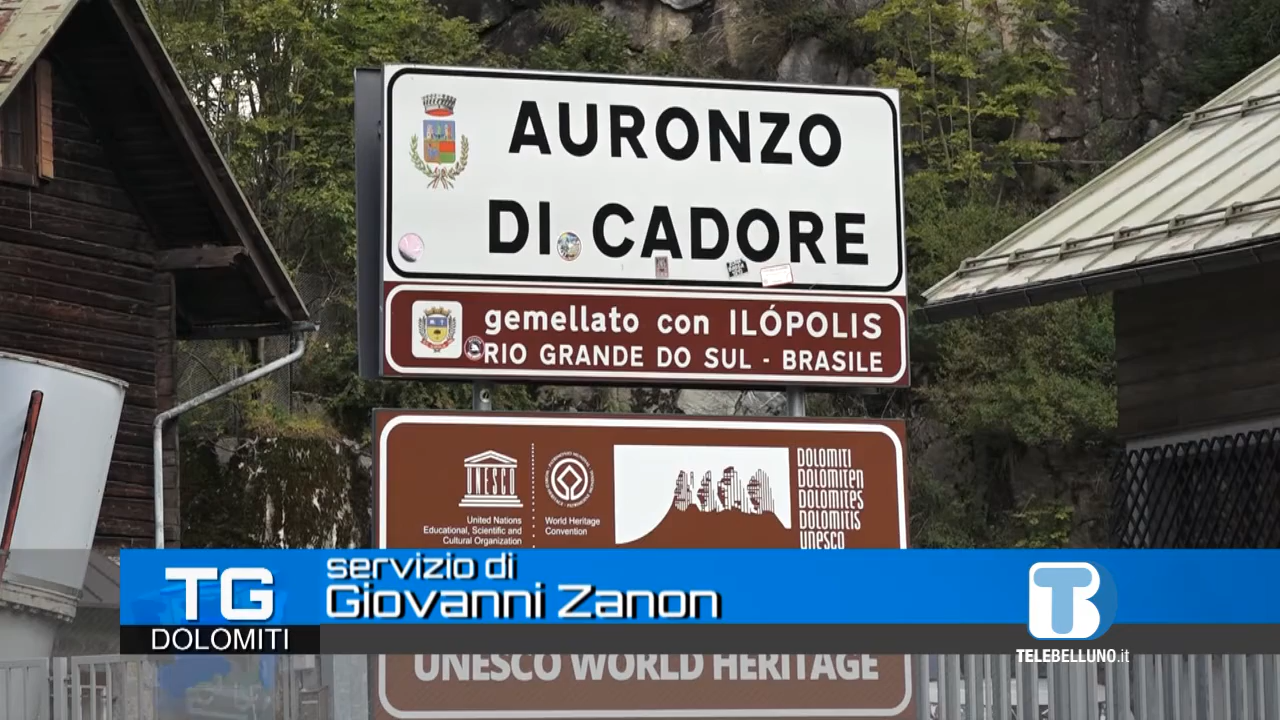 AURONZO
DI CADORE
gemellato con ILÓPOLIS
RIO GRANDE DO SUL - BRASILE
UNESCO
United Nations
Educational, Scientific and
Cultural Organization
World Heritage
Convention
DOLOMITI
DOLOMITEN
DOLOMITES
DOLOMITIS
UNESCO
servizio di
Giovanni Zanon
TG
DOLOMITI
TB
TELEBELLUNO.it
UNESCO WORLD HERITAGE